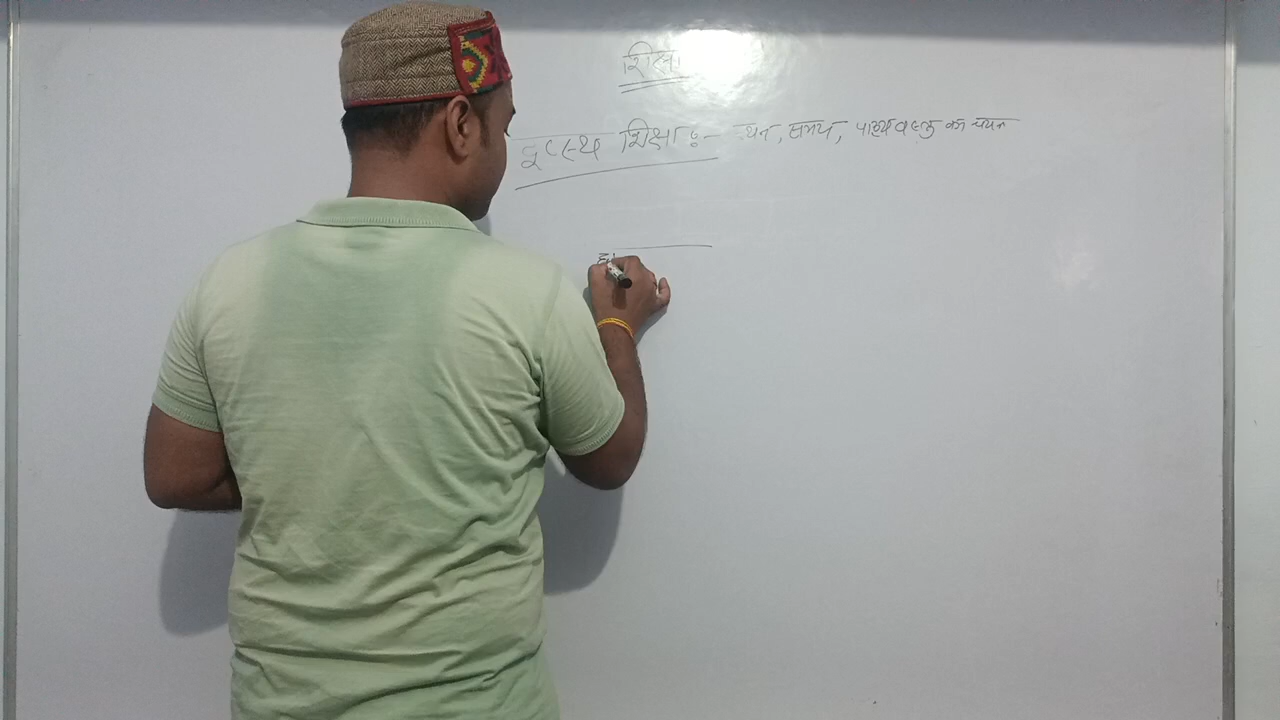 शिक्षा
दूरस्थ शिक्षा :- समय, पाठ्यवस्तु का चयन